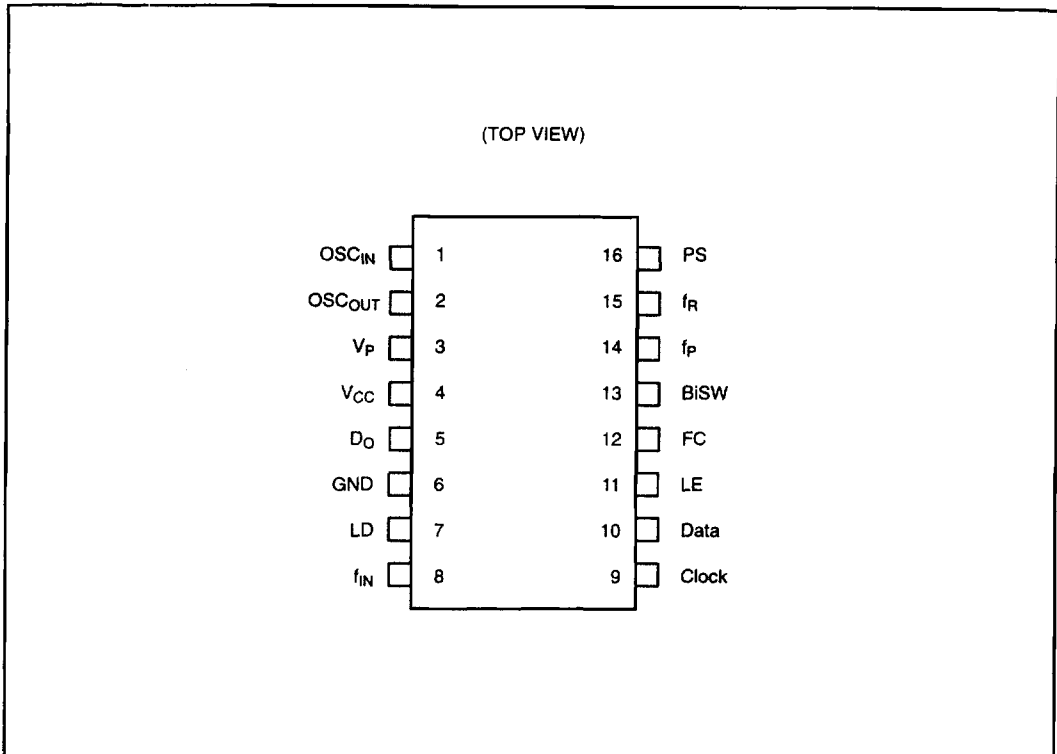 (TOP VIEW)
OSCIN 1 16 PS
OSCOUT 2 15 fR
VP 3 14 fP
VCC 4 13 BiSW
DO 5 12 FC
GND 6 11 LE
LD 7 10 Data
fIN 8 9 Clock